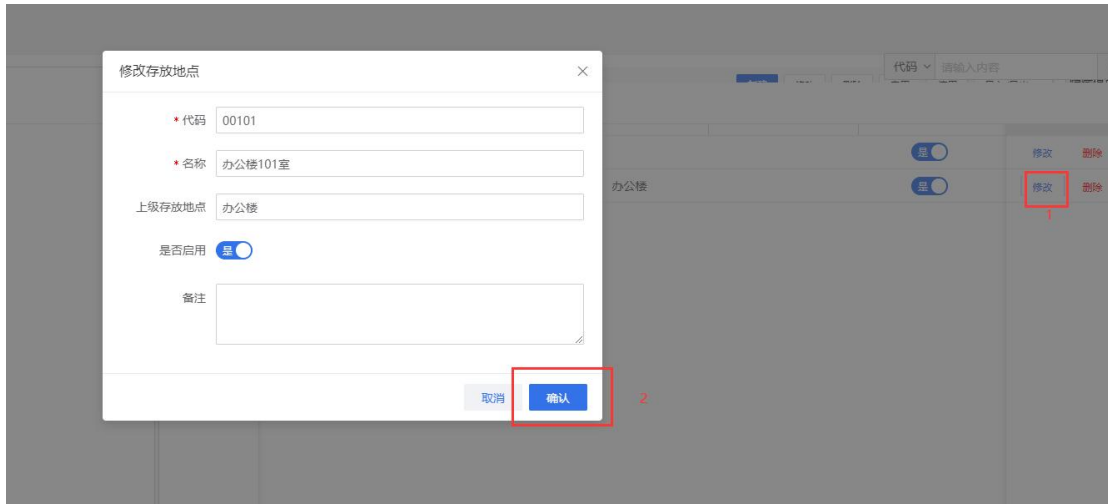 修改存放地点
代码 请输入内容
* 代码 00101
* 名称 办公楼101室
上级存放地点 办公楼
是否启用 是
备注
取消 确认
2
是 修改 删除
办公楼 是 修改 删除
1